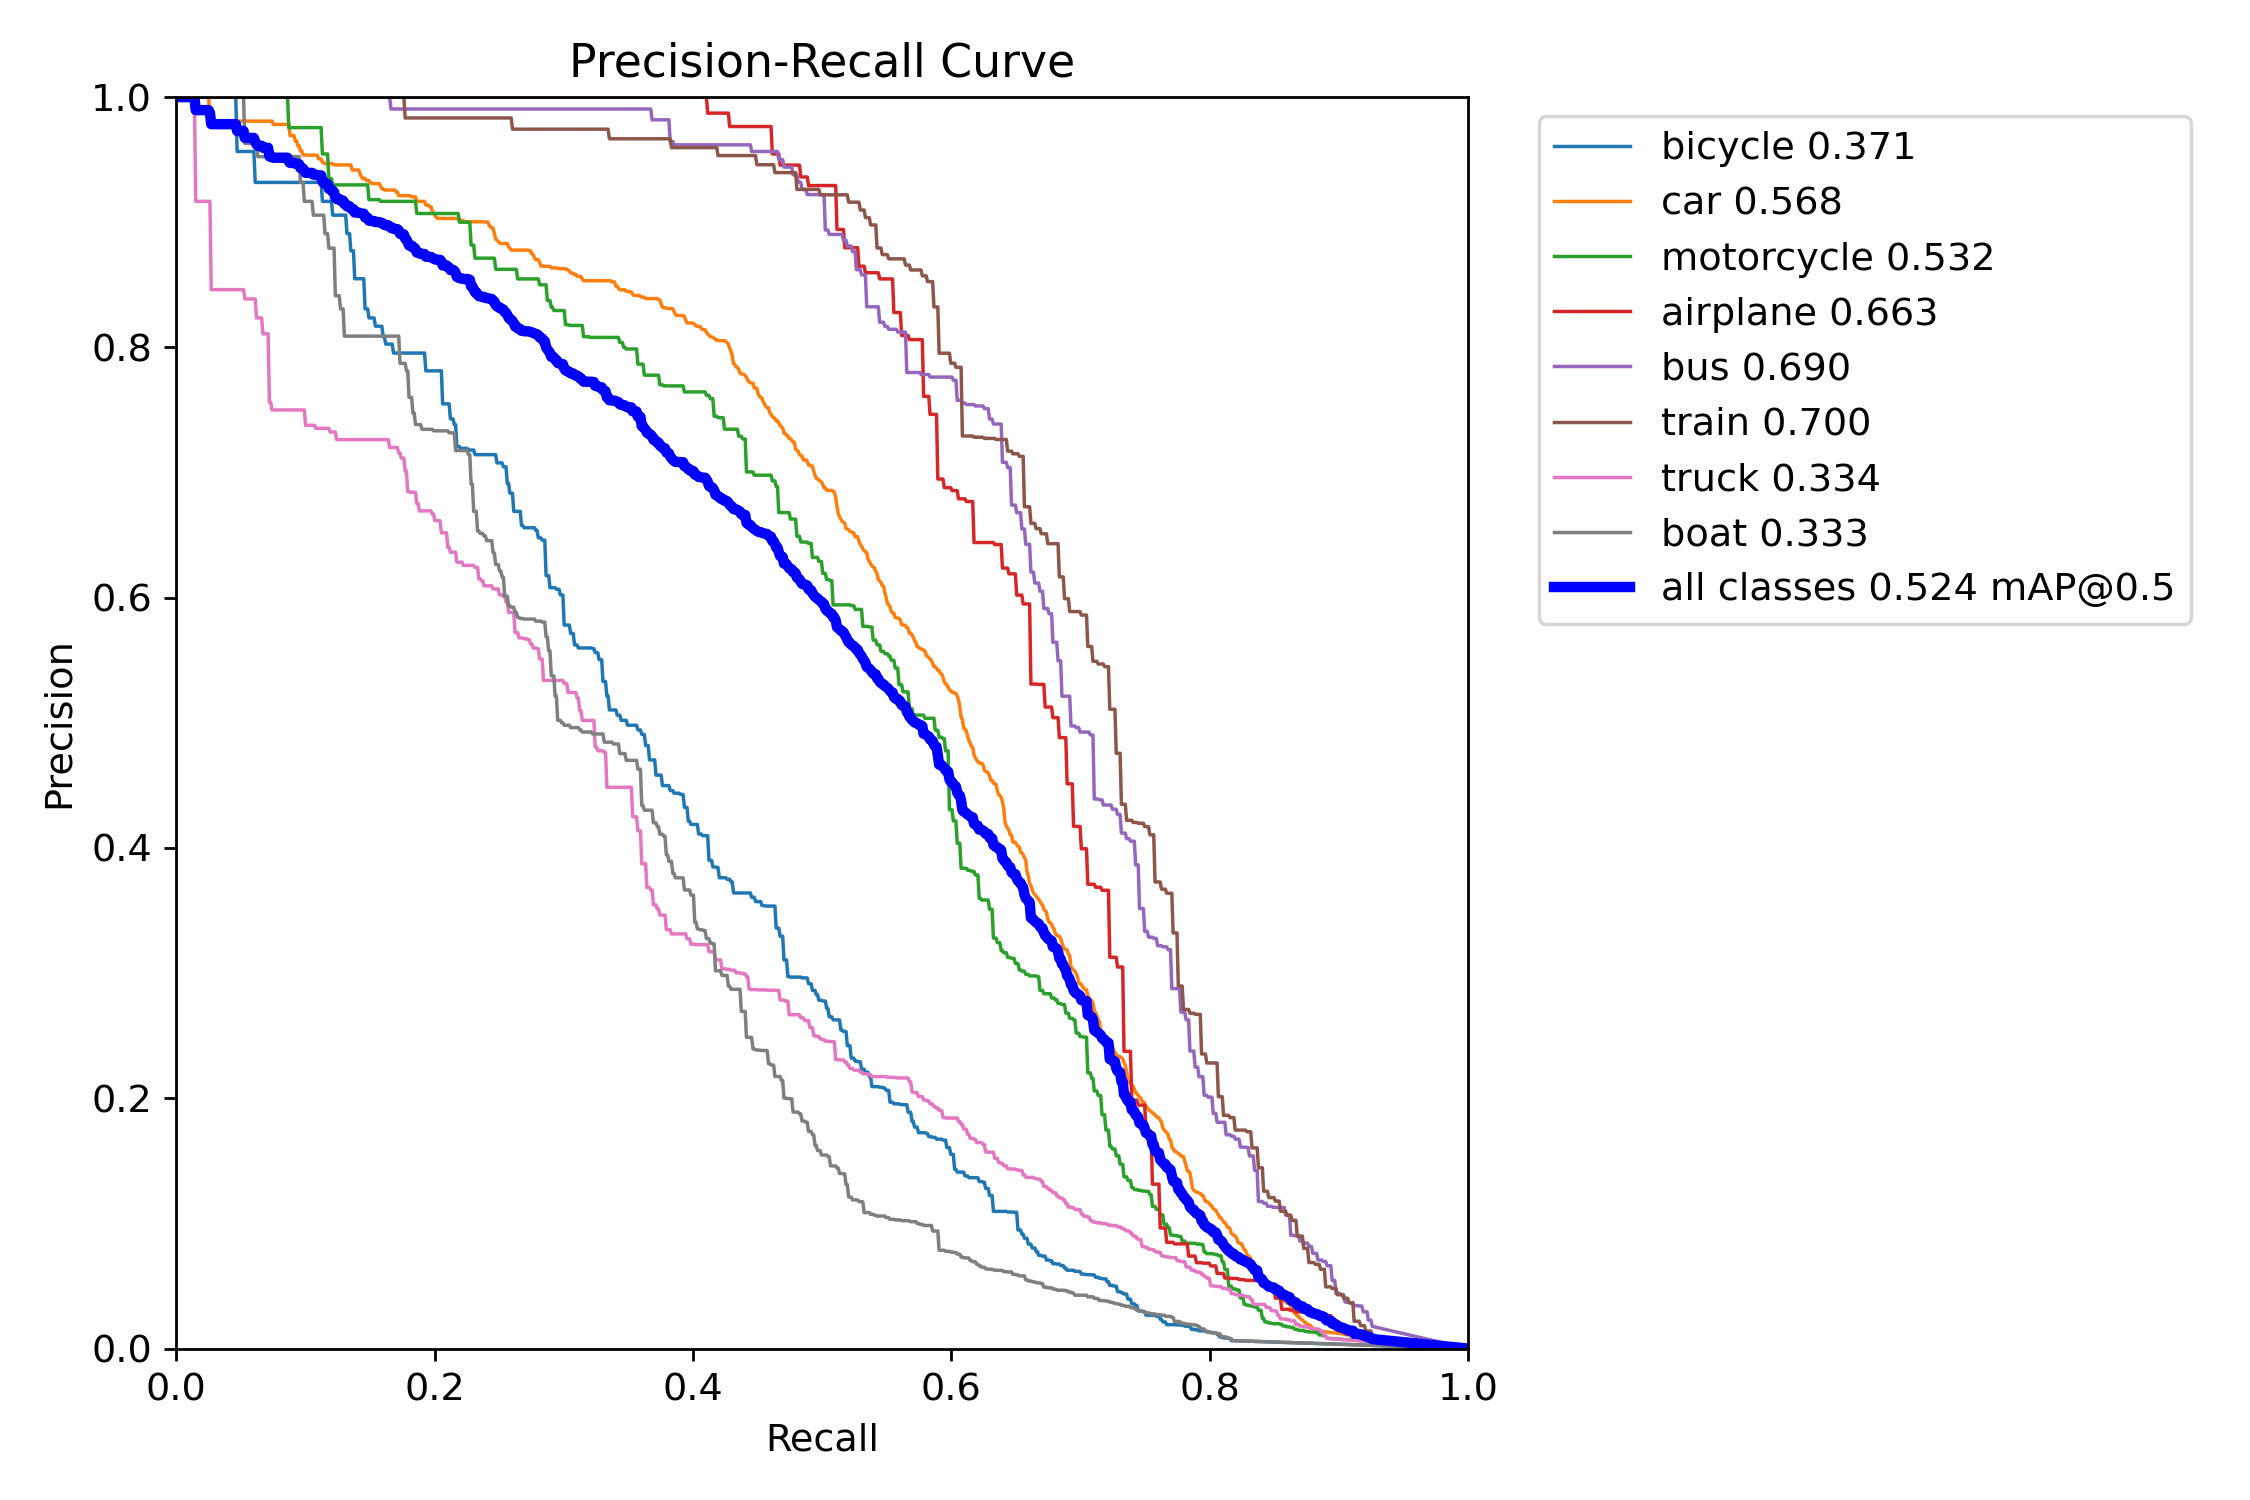 Precision-Recall Curve
1.0
0.8
0.6
0.4
0.2
0.0
Precision
0.0 0.2 0.4 0.6 0.8 1.0
Recall
bicycle 0.371
car 0.568
motorcycle 0.532
airplane 0.663
bus 0.690
train 0.700
truck 0.334
boat 0.333
all classes 0.524 mAP@0.5